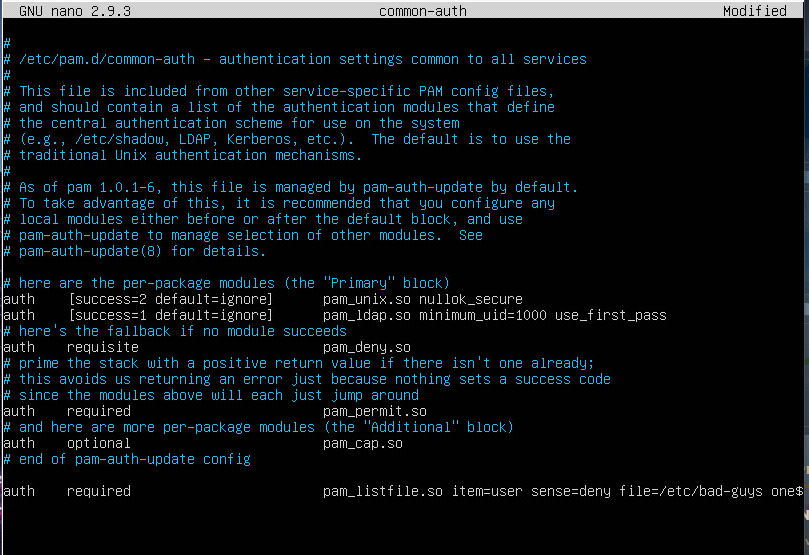 GNU nano 2.9.3 common-auth Modified
#
# /etc/pam.d/common-auth - authentication settings common to all services
#
# This file is included from other service-specific PAM config files,
# and should contain a list of the authentication modules that define
# the central authentication scheme for use on the system
# (e.g., /etc/shadow, LDAP, Kerberos, etc.).  The default is to use the
# traditional Unix authentication mechanisms.
#
# As of pam 1.0.1-6, this file is managed by pam-auth-update by default.
# To take advantage of this, it is recommended that you configure any
# local modules either before or after the default block, and use
# pam-auth-update to manage selection of other modules.  See
# pam-auth-update(8) for details.
# here are the per-package modules (the "Primary" block)
auth    [success=2 default=ignore]      pam_unix.so nullok_secure
auth    [success=1 default=ignore]      pam_ldap.so minimum_uid=1000 use_first_pass
# here's the fallback if no module succeeds
auth    requisite                       pam_deny.so
# prime the stack with a positive return value if there isn't one already;
# this avoids us returning an error just because nothing sets a success code
# since the modules above will each just jump around
auth    required                        pam_permit.so
# and here are more per-package modules (the "Additional" block)
auth    optional                        pam_cap.so
# end of pam-auth-update config
auth    required                        pam_listfile.so item=user sense=deny file=/etc/bad-guys one$